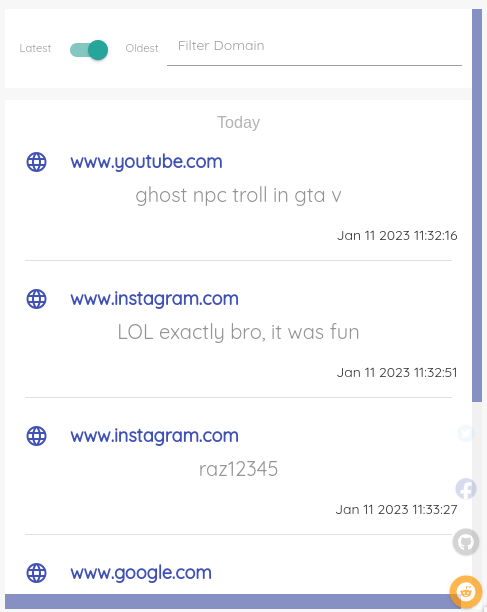 Latest Oldest Filter Domain
Today
www.youtube.com
ghost npc troll in gta v
Jan 11 2023 11:32:16
www.instagram.com
LOL exactly bro, it was fun
Jan 11 2023 11:32:51
www.instagram.com
raz12345
Jan 11 2023 11:33:27
www.google.com